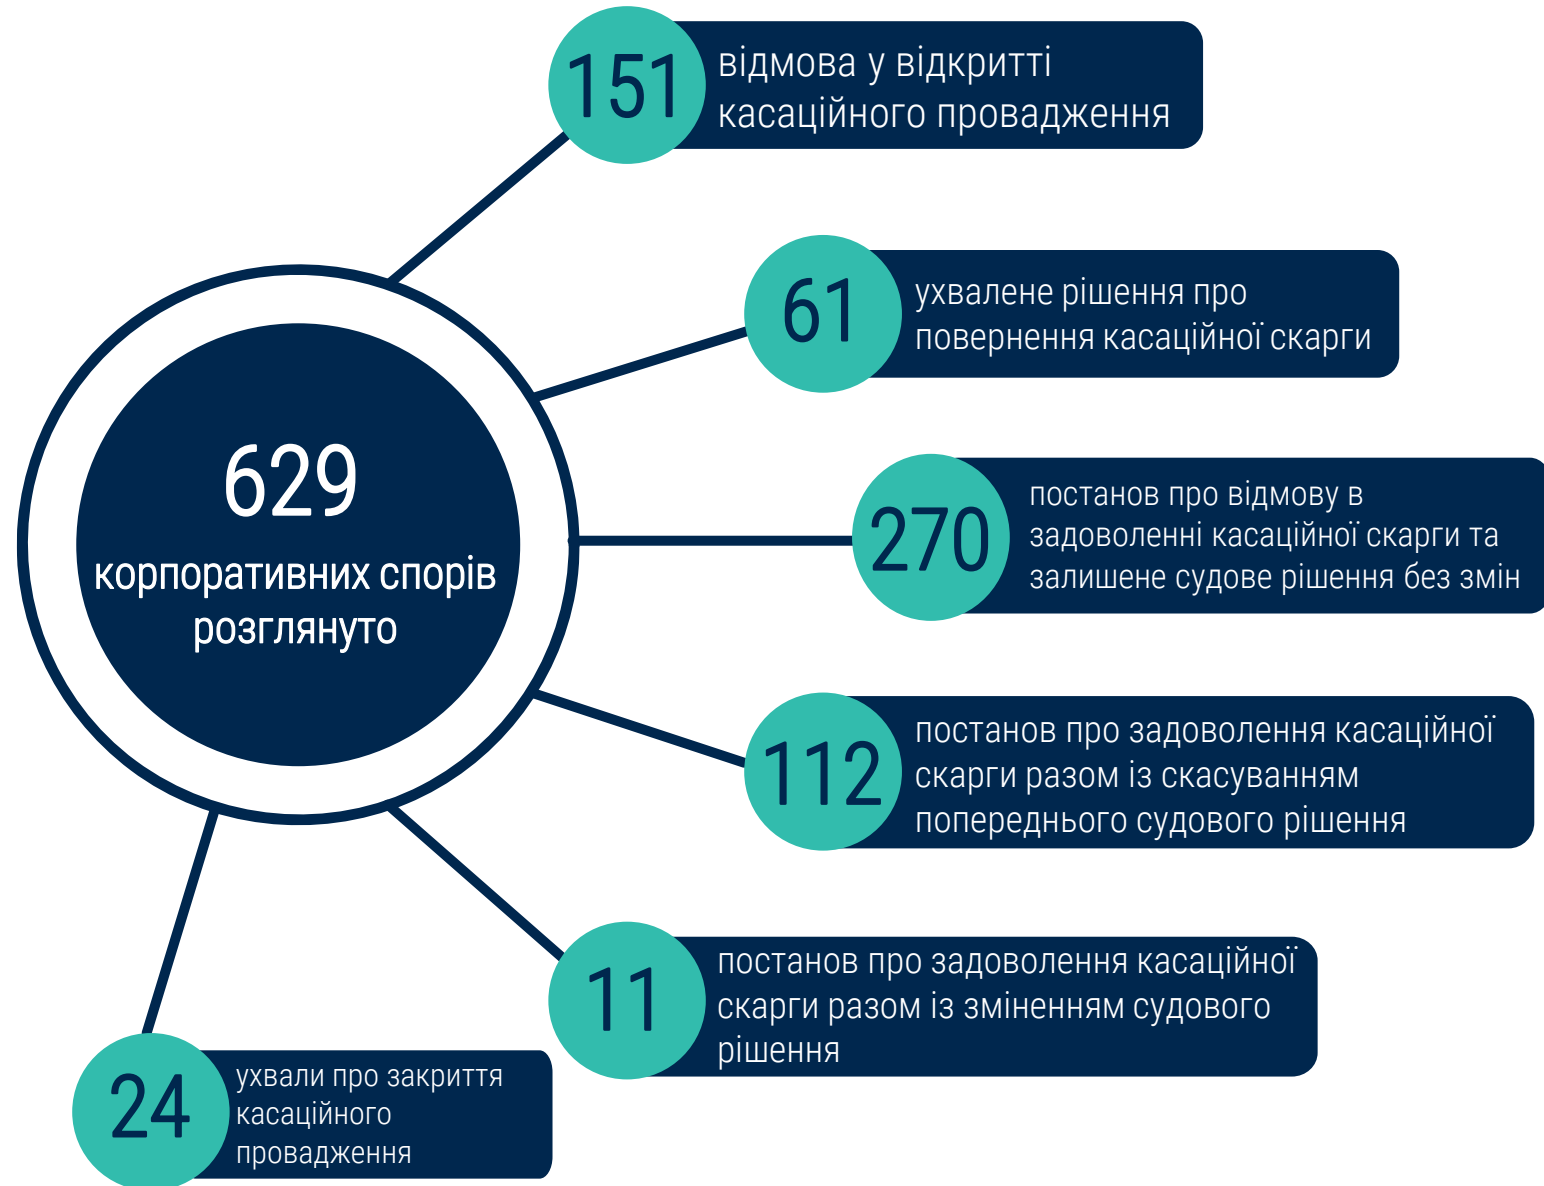 151
відмова у відкритті
касаційного провадження
61
ухвалене рішення про
повернення касаційної скарги
629
корпоративних спорів
розглянуто
270
постанов про відмову в
задоволенні касаційної скарги та
залишене судове рішення без змін
112
постанов про задоволення касаційної
скарги разом із скасуванням
попереднього судового рішення
11
постанов про задоволення касаційної
скарги разом із зміненням судового
рішення
24
ухвали про закриття
касаційного
провадження